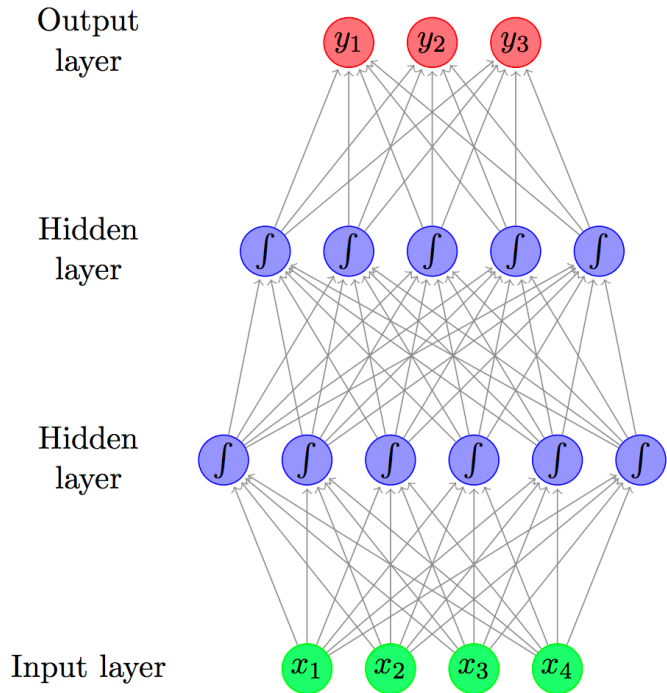 Output
layer
y₁ y₂ y₃
Hidden
layer
∫ ∫ ∫ ∫ ∫
Hidden
layer
∫ ∫ ∫ ∫ ∫ ∫
Input layer
x₁ x₂ x₃ x₄